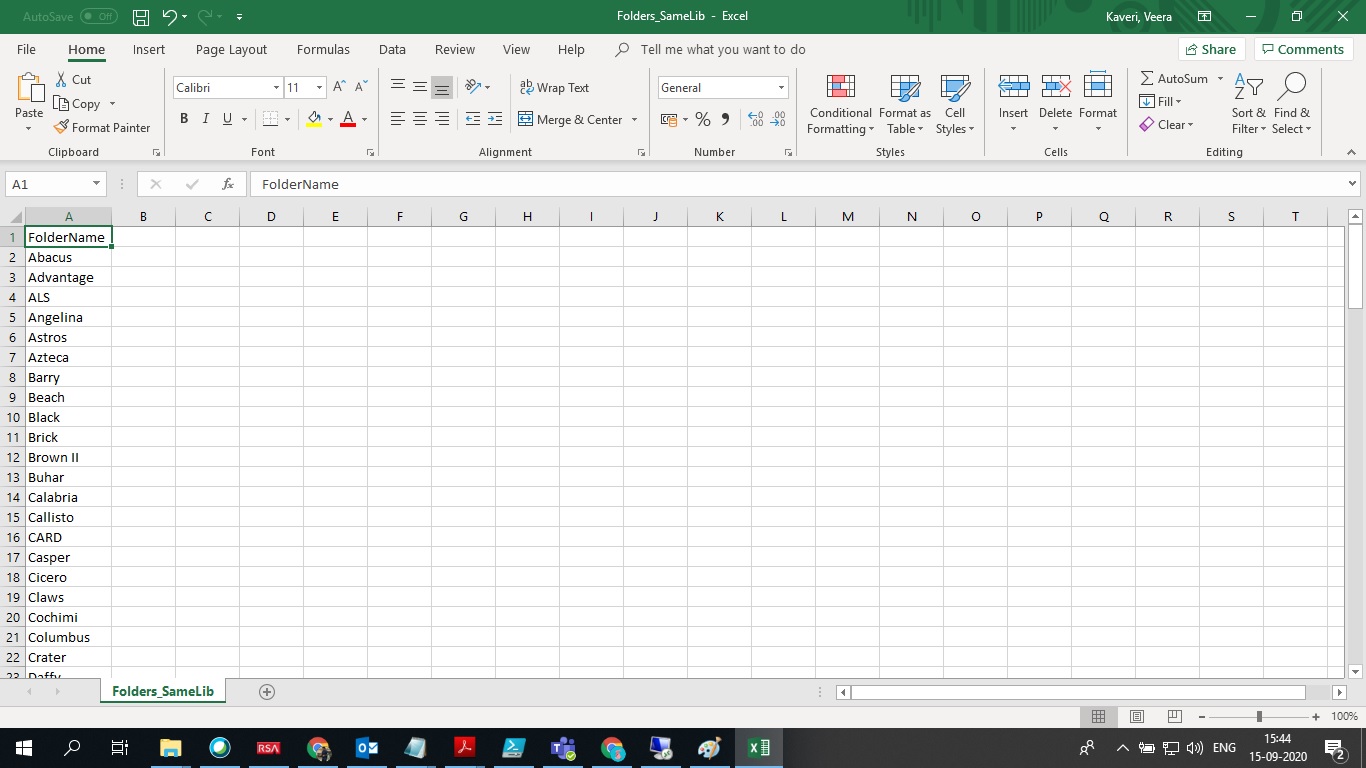 AutoSave Off
Folders_SameLib - Excel
Kaveri, Veera
File Home Insert Page Layout Formulas Data Review View Help Tell me what you want to do Share Comments
Paste
Cut
Copy
Format Painter
Clipboard
Calibri 11
B I U
Font
Wrap Text
Merge & Center
Alignment
General
Number
Conditional Formatting
Format as Table
Cell Styles
Styles
Insert Delete Format
Cells
AutoSum
Fill
Clear
Sort & Filter
Find & Select
Editing
A1 fx FolderName
A B C D E F G H I J K L M N O P Q R S T
1 FolderName
2 Abacus
3 Advantage
4 ALS
5 Angelina
6 Astros
7 Azteca
8 Barry
9 Beach
10 Black
11 Brick
12 Brown II
13 Buhar
14 Calabria
15 Callisto
16 CARD
17 Casper
18 Cicero
19 Claws
20 Cochimi
21 Columbus
22 Crater
23 Daffy
Folders_SameLib
100%
RSA
ENG
15:44
15-09-2020
2